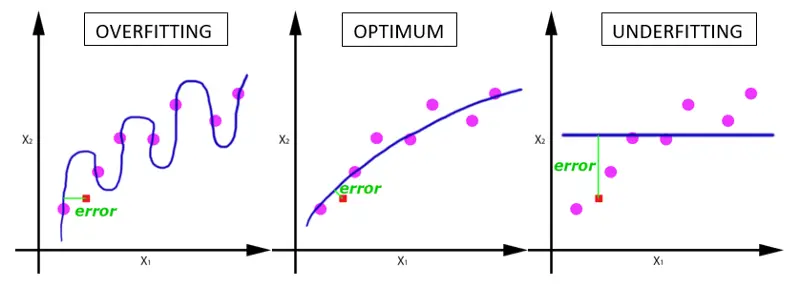 OVERFITTING
OPTIMUM
UNDERFITTING
X₂
X₂
X₂
error
error
error
X₁
X₁
X₁